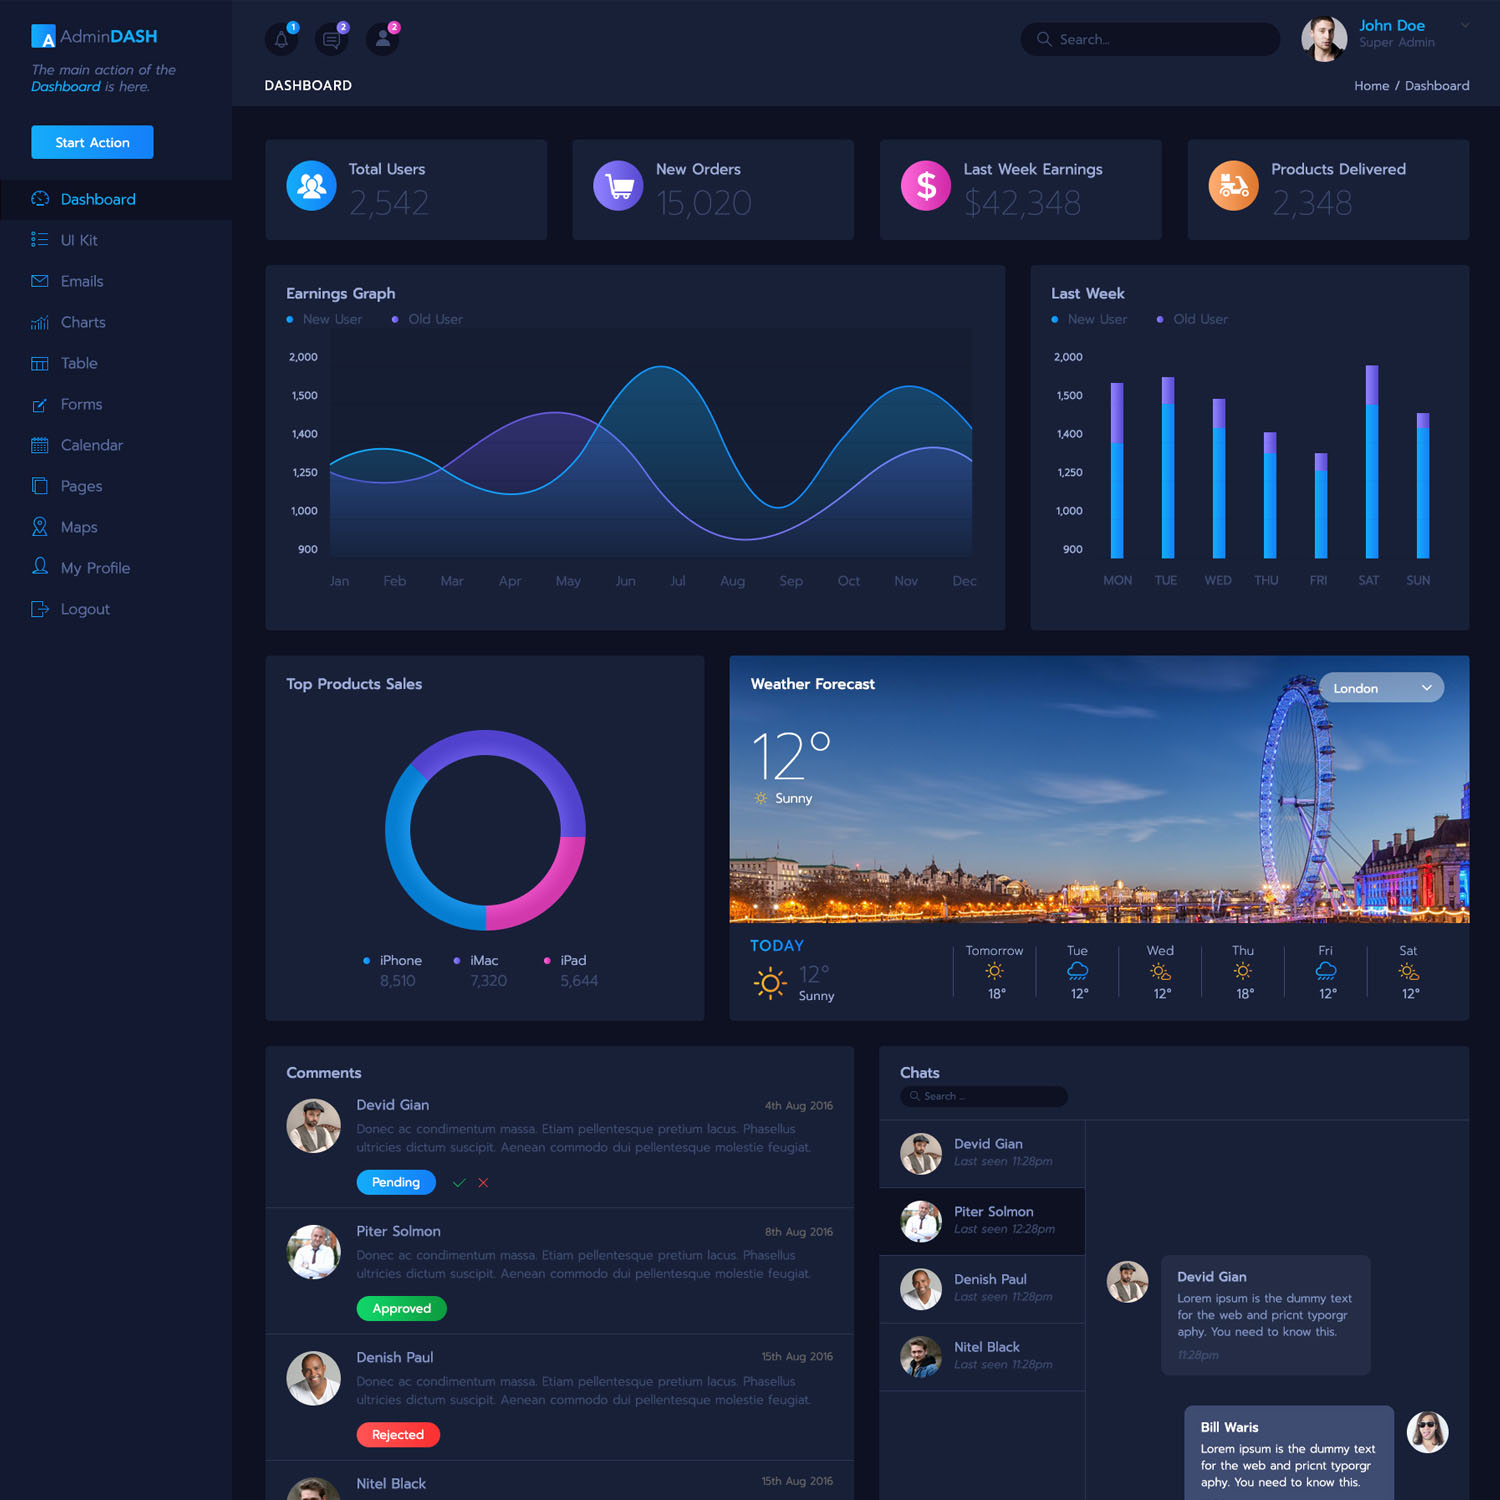 AdminDASH
The main action of the
Dashboard is here.
Start Action
Dashboard
UI Kit
Emails
Charts
Table
Forms
Calendar
Pages
Maps
My Profile
Logout
1
2
2
Search...
John Doe
Super Admin
DASHBOARD
Home / Dashboard
Total Users
2,542
New Orders
15,020
Last Week Earnings
$42,348
Products Delivered
2,348
Earnings Graph
New User Old User
2,000
1,500
1,400
1,250
1,000
900
Jan Feb Mar Apr May Jun Jul Aug Sep Oct Nov Dec
Last Week
New User Old User
2,000
1,500
1,400
1,250
1,000
900
MON TUE WED THU FRI SAT SUN
Top Products Sales
iPhone iMac iPad
8,510 7,320 5,644
Weather Forecast
London
12°
Sunny
TODAY
12°
Sunny
Tomorrow Tue Wed Thu Fri Sat
18° 12° 12° 18° 12° 12°
Comments
Devid Gian 4th Aug 2016
Donec ac condimentum massa. Etiam pellentesque pretium lacus. Phasellus
ultricies dictum suscipit. Aenean commodo dui pellentesque molestie feugiat.
Pending
Piter Solmon 8th Aug 2016
Donec ac condimentum massa. Etiam pellentesque pretium lacus. Phasellus
ultricies dictum suscipit. Aenean commodo dui pellentesque molestie feugiat.
Approved
Denish Paul 15th Aug 2016
Donec ac condimentum massa. Etiam pellentesque pretium lacus. Phasellus
ultricies dictum suscipit. Aenean commodo dui pellentesque molestie feugiat.
Rejected
Nitel Black 15th Aug 2016
Chats
Search ...
Devid Gian
Last seen 11:28pm
Piter Solmon
Last seen 12:28pm
Denish Paul
Last seen 11:28pm
Nitel Black
Last seen 11:28pm
Devid Gian
Lorem ipsum is the dummy text
for the web and pricnt typorgr
aphy. You need to know this.
11:28pm
Bill Waris
Lorem ipsum is the dummy text
for the web and pricnt typorgr
aphy. You need to know this.